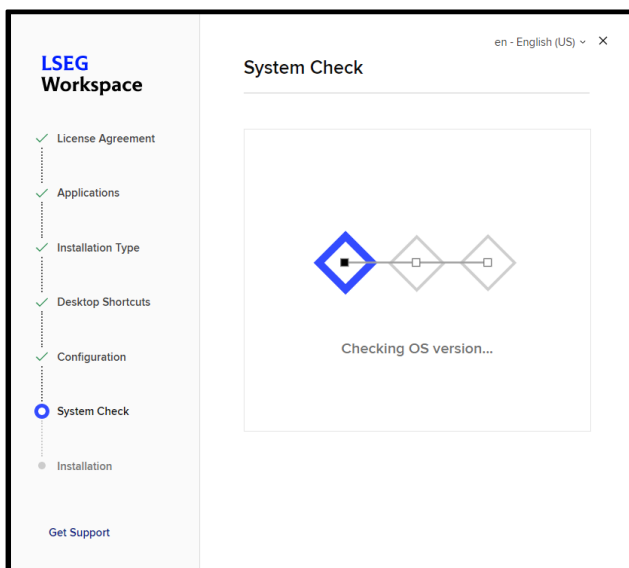 en - English (US)
LSEG
Workspace
System Check
License Agreement
Applications
Installation Type
Desktop Shortcuts
Configuration
System Check
Installation
Get Support
Checking OS version...